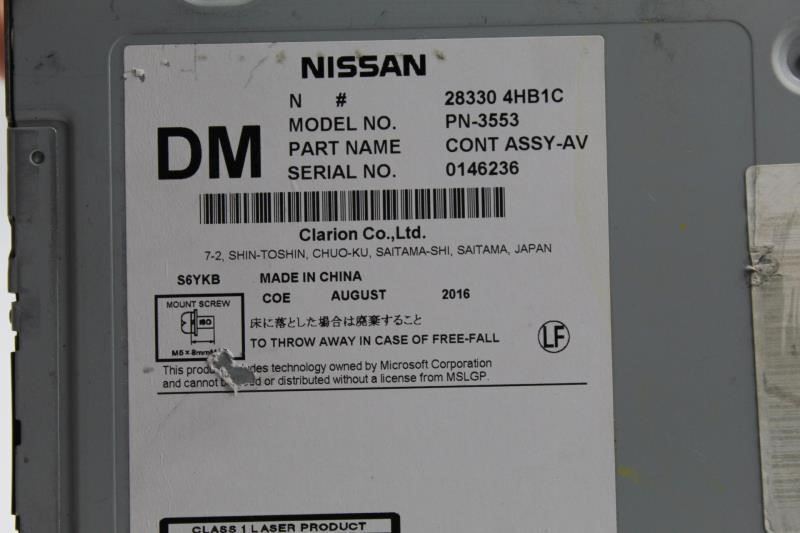 NISSAN
N # 28330 4HB1C
MODEL NO. PN-3553
DM
PART NAME CONT ASSY-AV
SERIAL NO. 0146236
Clarion Co.,Ltd.
7-2, SHIN-TOSHIN, CHUO-KU, SAITAMA-SHI, SAITAMA, JAPAN
S6YKB MADE IN CHINA
COE AUGUST 2016
MOUNT SCREW
ISO
床に落とした場合は廃棄すること
TO THROW AWAY IN CASE OF FREE-FALL
LF
M5×8mm
This technology owned by Microsoft Corporation
and cannot or distributed without a license from MSLGP.
CLASS 1 LASER PRODUCT